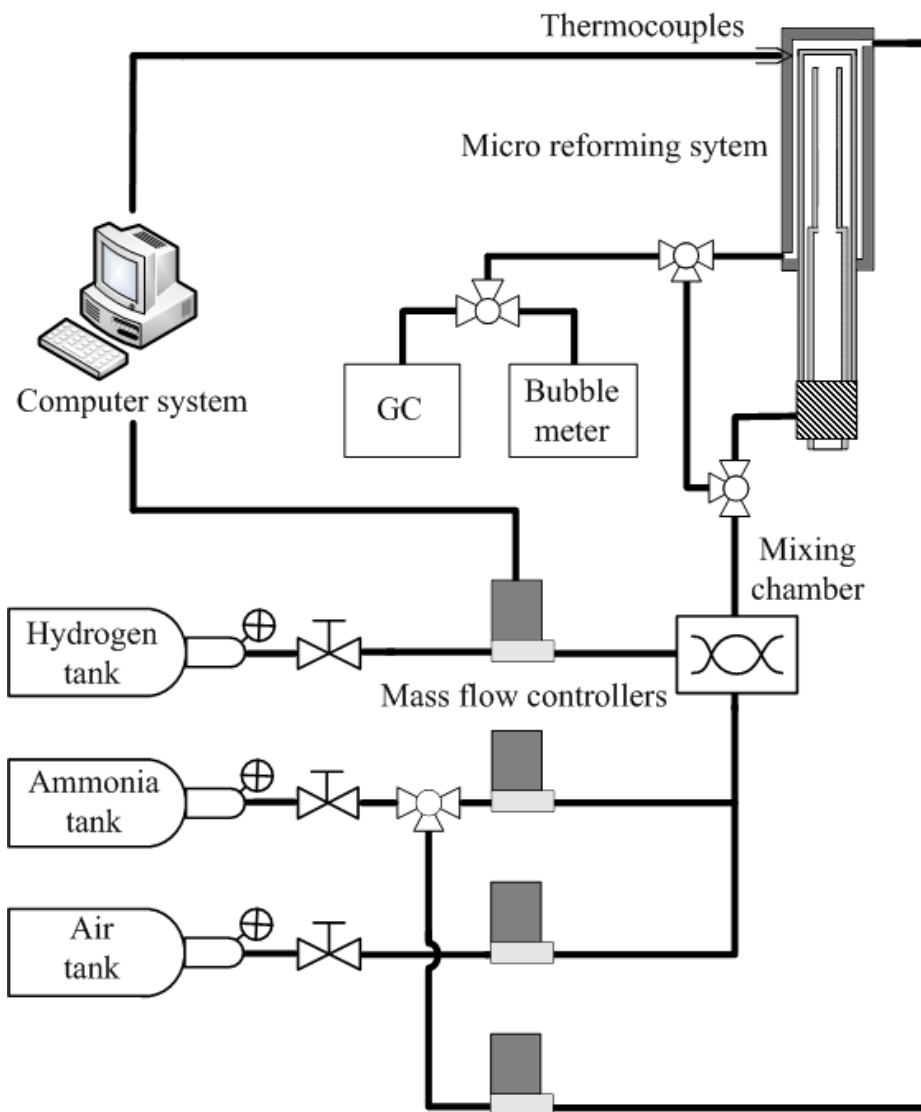 Thermocouples
Micro reforming sytem
Computer system
GC
Bubble
meter
Mixing
chamber
Hydrogen
tank
Mass flow controllers
Ammonia
tank
Air
tank